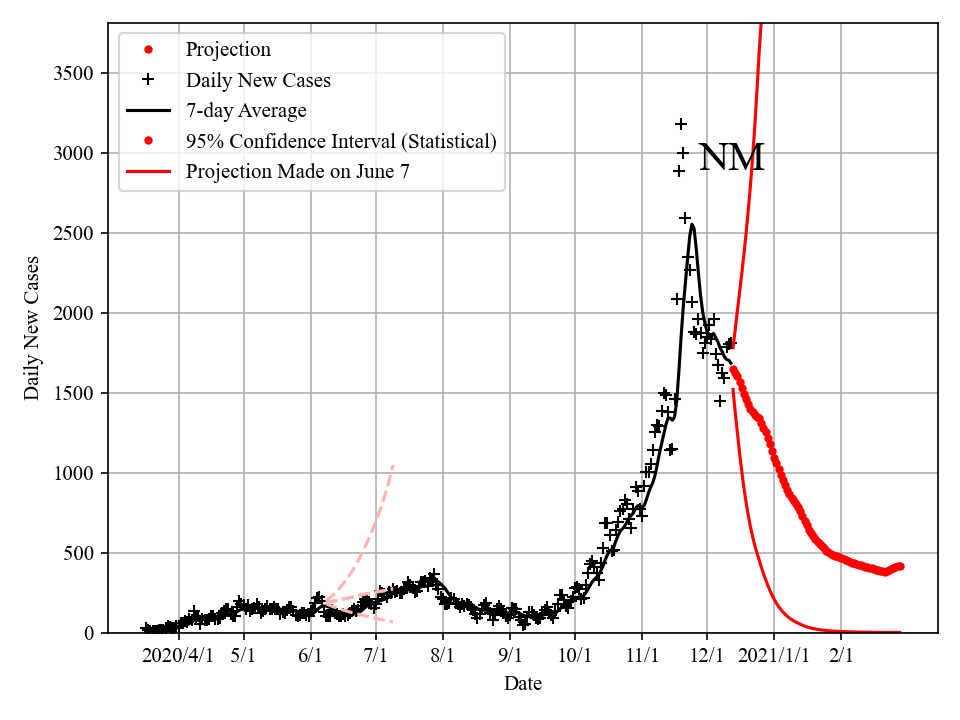 Projection
Daily New Cases
7-day Average
95% Confidence Interval (Statistical)
Projection Made on June 7
NM
3500
3000
2500
2000
1500
1000
500
0
Daily New Cases
2020/4/1 5/1 6/1 7/1 8/1 9/1 10/1 11/1 12/1 2021/1/1 2/1
Date